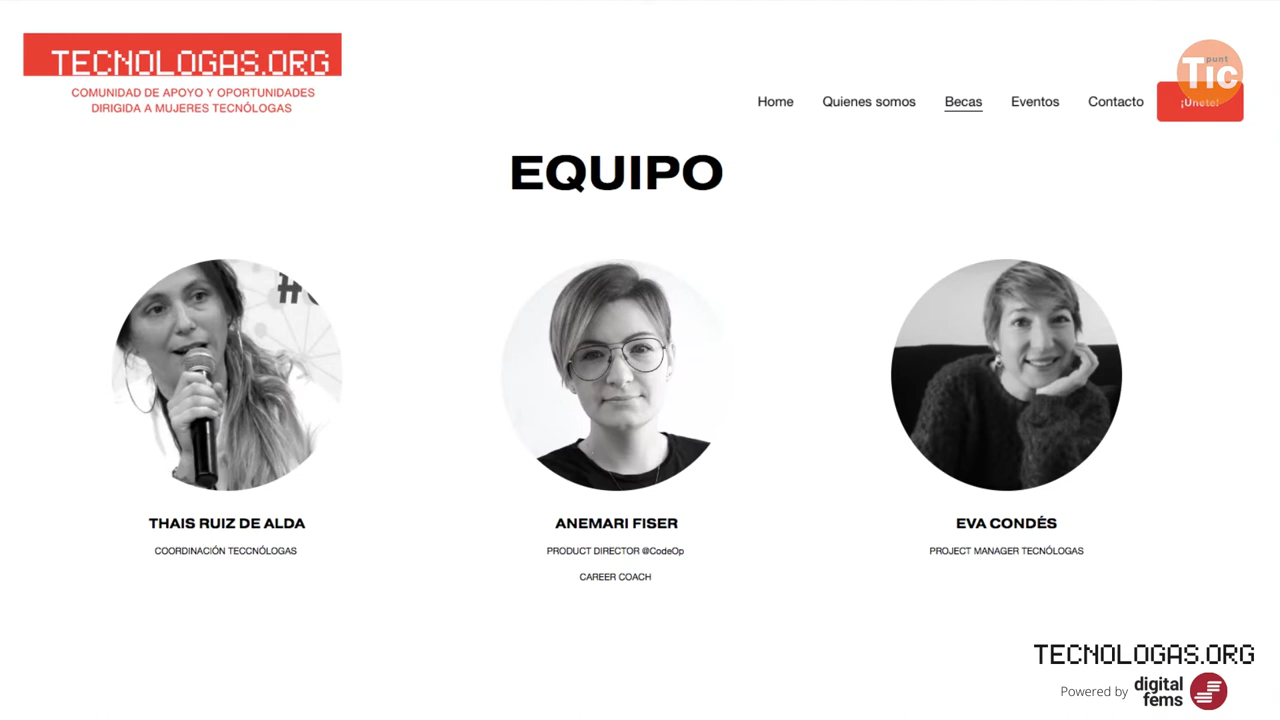 TECNOLOGAS.ORG
COMUNIDAD DE APOYO Y OPORTUNIDADES
DIRIGIDA A MUJERES TECNÓLOGAS
punt
TIC
Home Quienes somos Becas Eventos Contacto ¡Únete!
EQUIPO
#
THAIS RUIZ DE ALDA
COORDINACIÓN TECCNÓLOGAS
ANEMARI FISER
PRODUCT DIRECTOR @CodeOp
CAREER COACH
EVA CONDÉS
PROJECT MANAGER TECNÓLOGAS
TECNOLOGAS.ORG
Powered by digital
fems